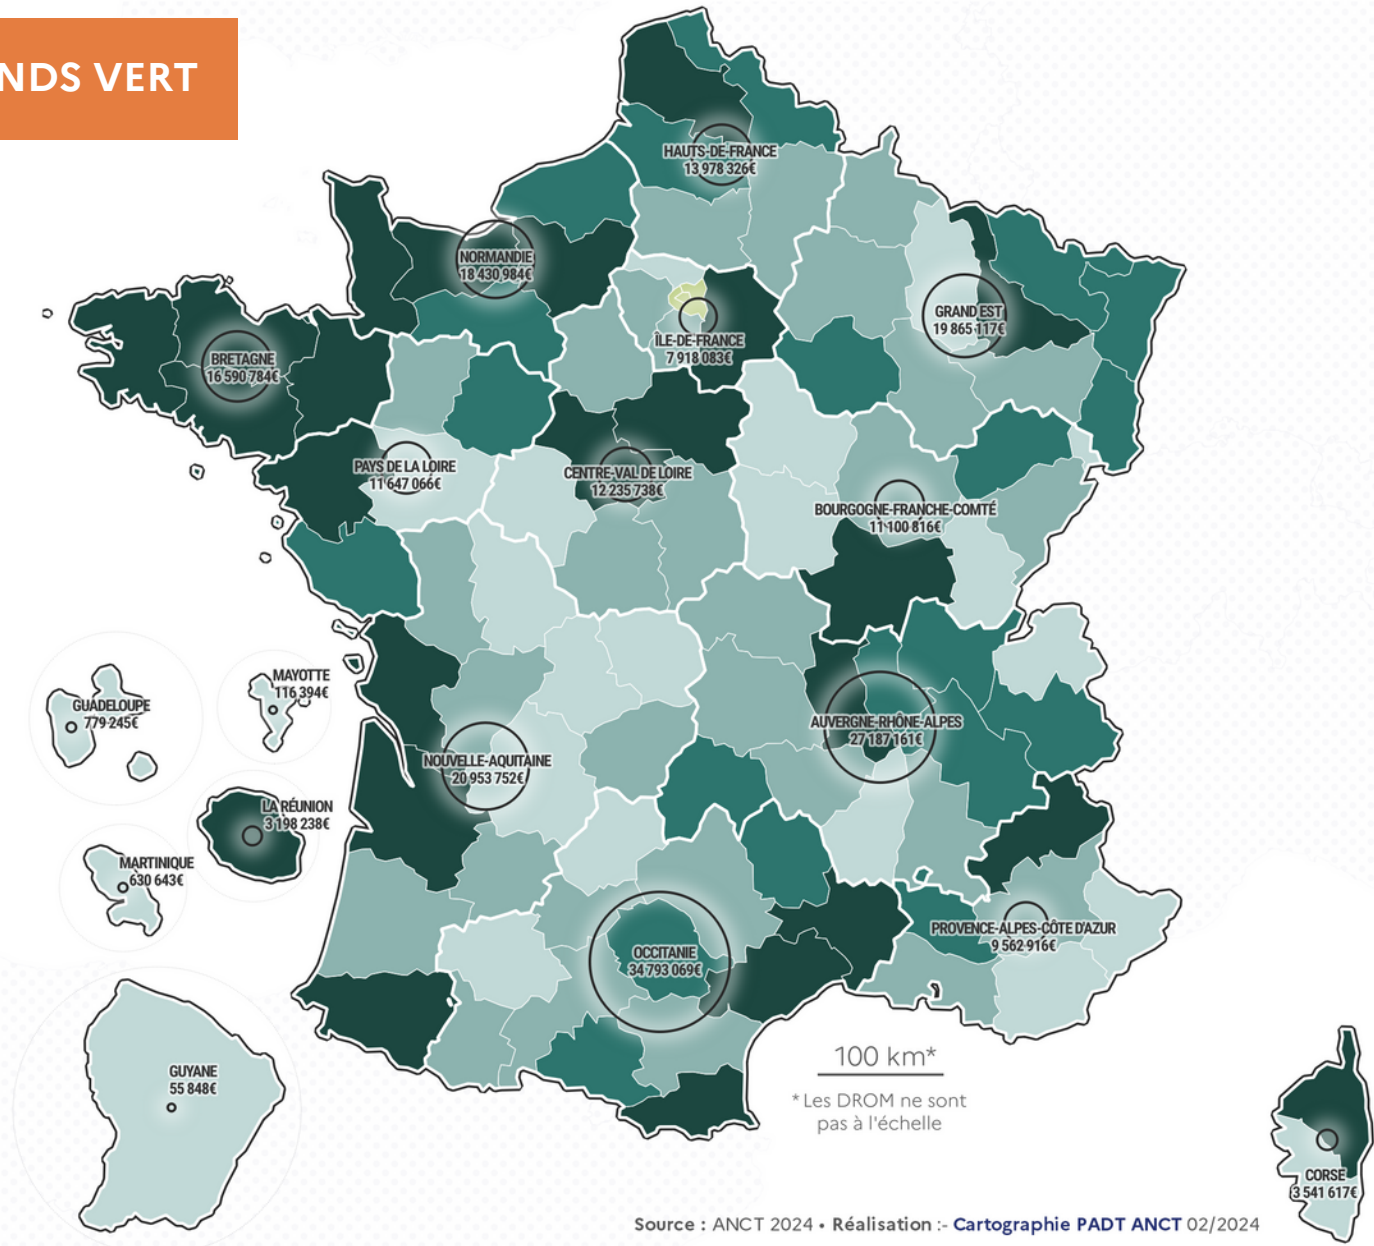 NDS VERT
HAUTS-DE-FRANCE
13 978 326€
NORMANDIE
18 430 984€
GRAND EST
19 865 117€
ÎLE-DE-FRANCE
7 918 083€
BRETAGNE
16 590 784€
PAYS DE LA LOIRE
11 647 066€
CENTRE-VAL DE LOIRE
12 235 738€
BOURGOGNE-FRANCHE-COMTÉ
11 100 816€
MAYOTTE
116 394€
GUADELOUPE
779 245€
AUVERGNE-RHÔNE-ALPES
27 187 161€
NOUVELLE-AQUITAINE
20 953 752€
LA RÉUNION
3 198 238€
MARTINIQUE
630 643€
PROVENCE-ALPES-CÔTE D'AZUR
9 562 916€
OCCITANIE
34 793 069€
GUYANE
55 848€
100 km*
* Les DROM ne sont
pas à l'échelle
CORSE
3 541 617€
Source : ANCT 2024 • Réalisation :- Cartographie PADT ANCT 02/2024